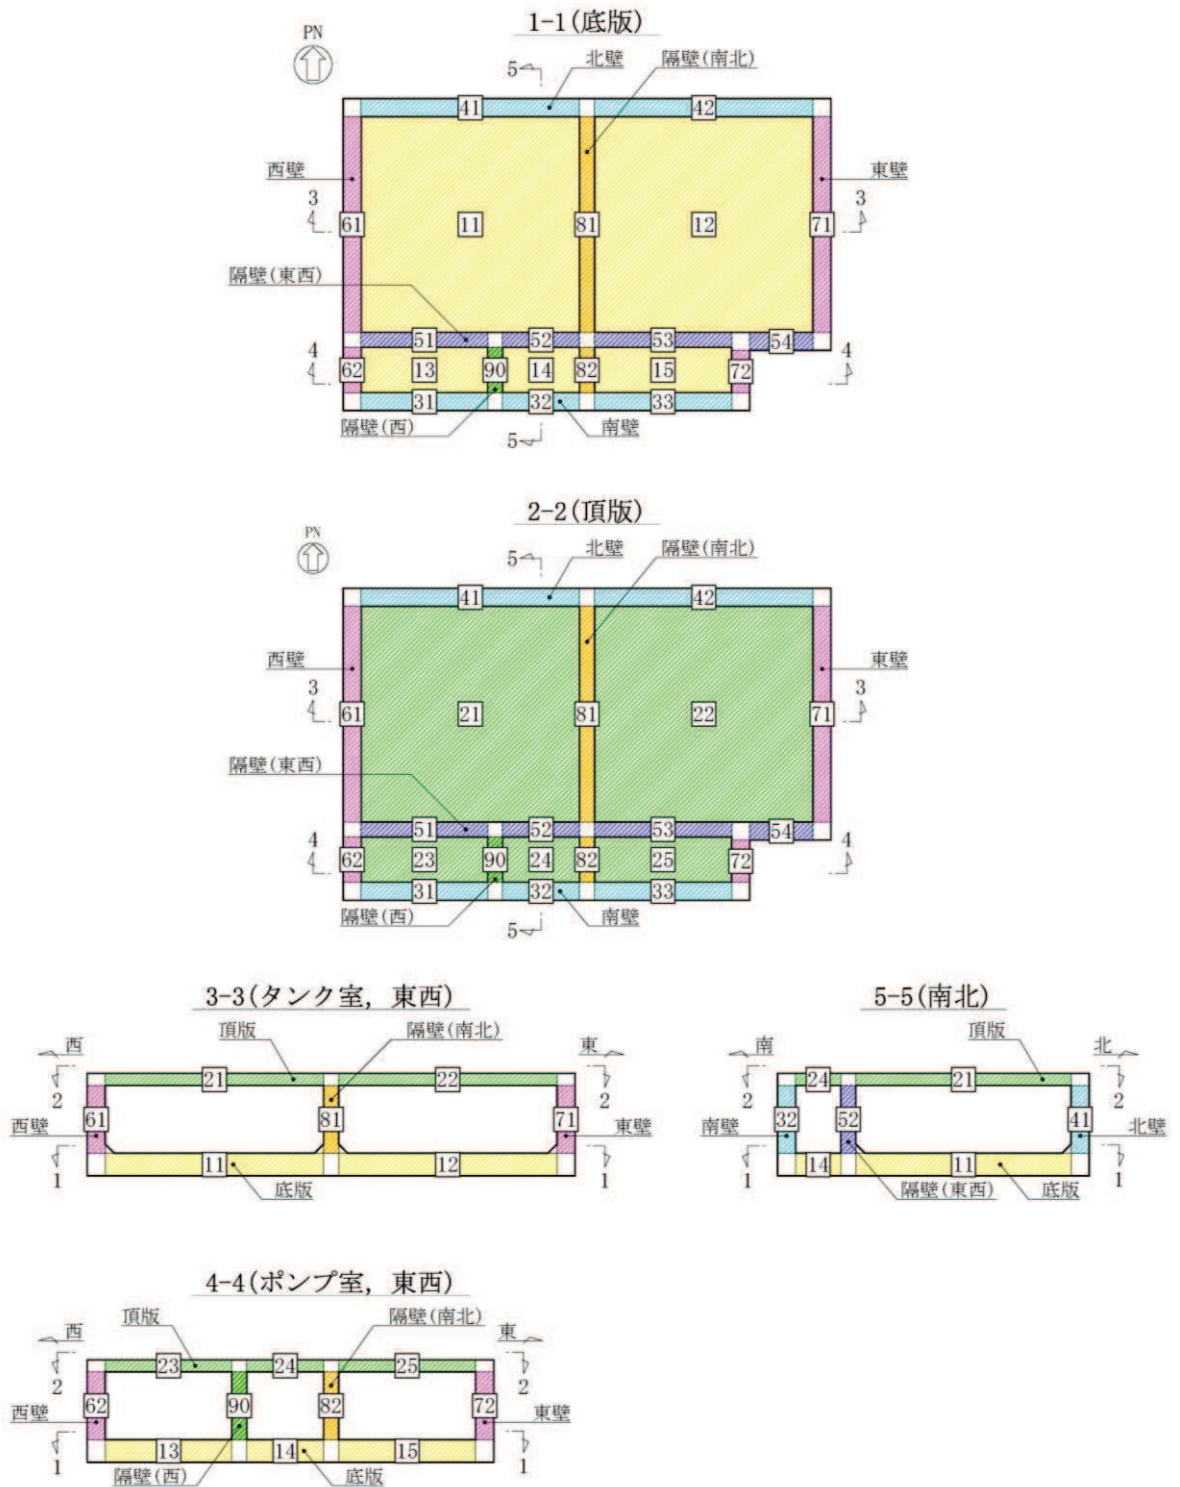 1-1(底版)
PN
5
北壁
隔壁(南北)
41
42
西壁
東壁
3
3
61
11
81
12
71
隔壁(東西)
51
52
53
54
4
4
62
13
90
14
82
15
72
31
32
33
隔壁(西)
5
南壁
2-2(頂版)
PN
5
北壁
隔壁(南北)
41
42
西壁
東壁
3
3
61
21
81
22
71
隔壁(東西)
51
52
53
54
4
4
62
23
90
24
82
25
72
31
32
33
隔壁(西)
5
南壁
3-3(タンク室, 東西)
西
頂版
隔壁(南北)
東
2
21
22
2
61
81
71
西壁
東壁
1
11
12
1
底版
5-5(南北)
南
頂版
北
2
24
21
2
32
52
41
南壁
北壁
1
14
11
1
隔壁(東西)
底版
4-4(ポンプ室, 東西)
西
頂版
隔壁(南北)
東
2
23
24
25
2
62
90
82
72
西壁
東壁
1
13
14
15
1
隔壁(西)
底版